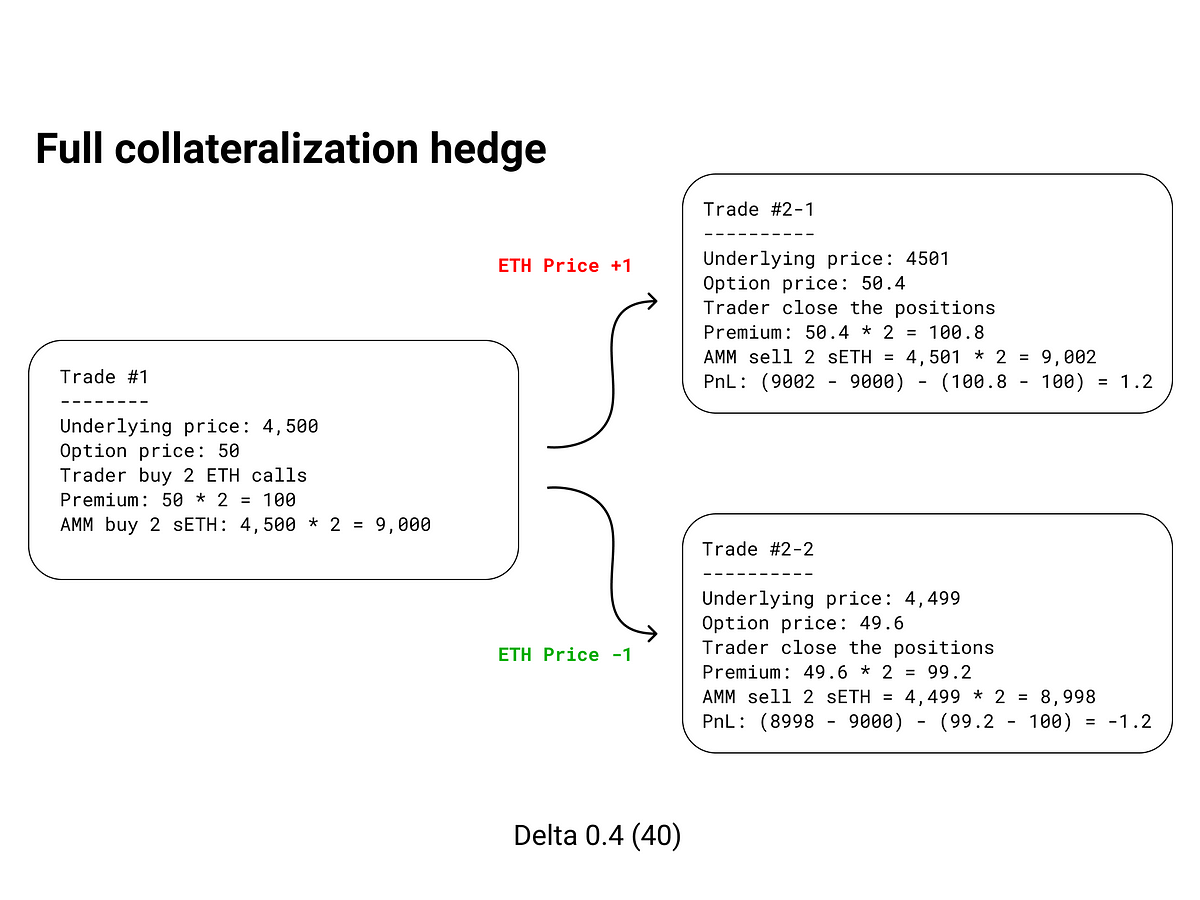 Full collateralization hedge
Trade #1
--------
Underlying price: 4,500
Option price: 50
Trader buy 2 ETH calls
Premium: 50 * 2 = 100
AMM buy 2 sETH: 4,500 * 2 = 9,000
ETH Price +1
Trade #2-1
----------
Underlying price: 4501
Option price: 50.4
Trader close the positions
Premium: 50.4 * 2 = 100.8
AMM sell 2 sETH = 4,501 * 2 = 9,002
PnL: (9002 - 9000) - (100.8 - 100) = 1.2
ETH Price -1
Trade #2-2
----------
Underlying price: 4,499
Option price: 49.6
Trader close the positions
Premium: 49.6 * 2 = 99.2
AMM sell 2 sETH = 4,499 * 2 = 8,998
PnL: (8998 - 9000) - (99.2 - 100) = -1.2
Delta 0.4 (40)